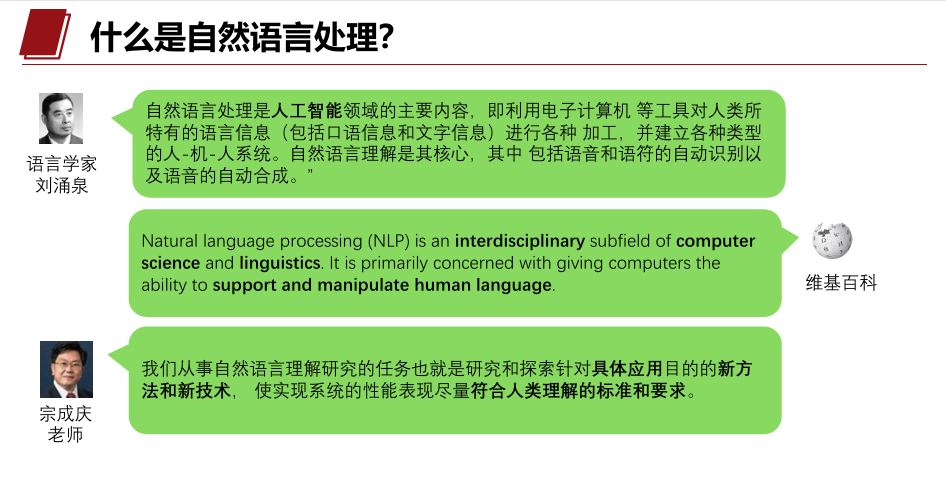 什么是自然语言处理?
自然语言处理是人工智能领域的主要内容，即利用电子计算机 等工具对人类所
特有的语言信息（包括口语信息和文字信息）进行各种 加工，并建立各种类型
的人-机-人系统。自然语言理解是其核心，其中 包括语音和语符的自动识别以
及语音的自动合成。”
语言学家
刘涌泉
Natural language processing (NLP) is an interdisciplinary subfield of computer
science and linguistics. It is primarily concerned with giving computers the
ability to support and manipulate human language.
维基百科
我们从事自然语言理解研究的任务也就是研究和探索针对具体应用目的的新方
法和新技术， 使实现系统的性能表现尽量符合人类理解的标准和要求。
宗成庆
老师